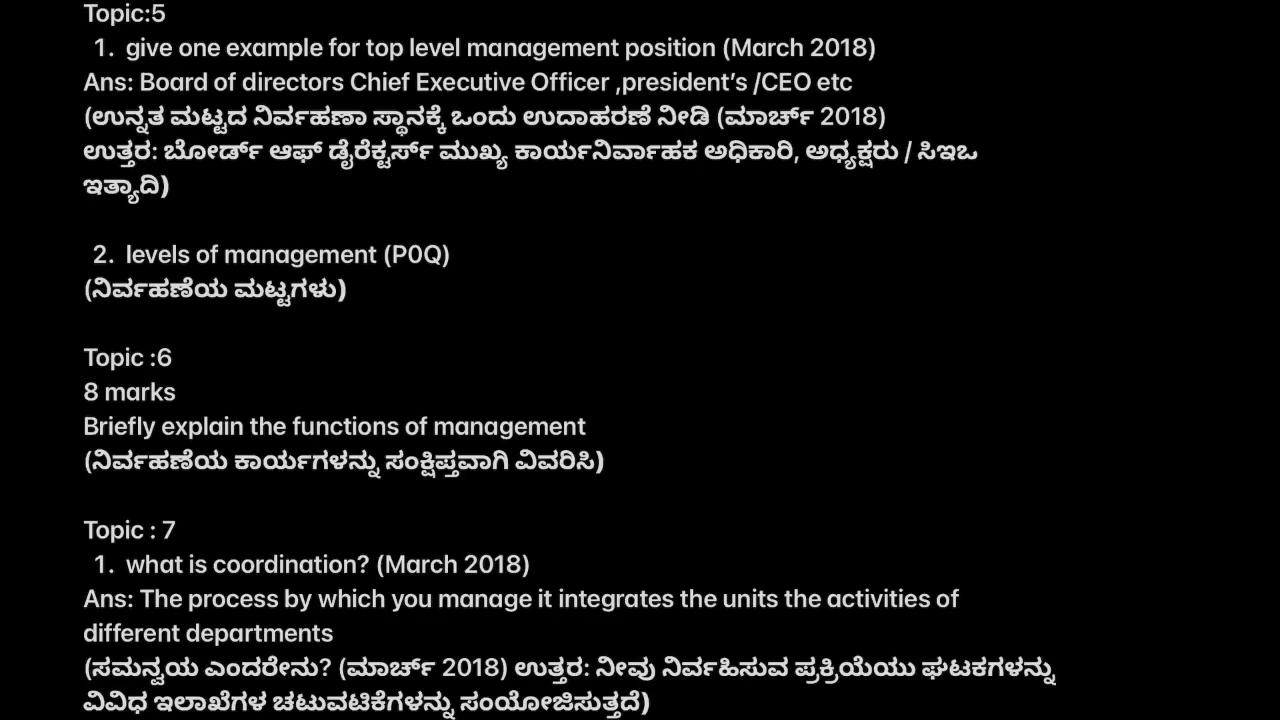 Topic:5
1. give one example for top level management position (March 2018)
Ans: Board of directors Chief Executive Officer ,president’s /CEO etc
(ಉನ್ನತ ಮಟ್ಟದ ನಿರ್ವಹಣಾ ಸ್ಥಾನಕ್ಕೆ ಒಂದು ಉದಾಹರಣೆ ನೀಡಿ (ಮಾರ್ಚ್ 2018)
ಉತ್ತರ: ಬೋರ್ಡ್ ಆಫ್ ಡೈರೆಕ್ಟರ್ಸ್ ಮುಖ್ಯ ಕಾರ್ಯನಿರ್ವಾಹಕ ಅಧಿಕಾರಿ, ಅಧ್ಯಕ್ಷರು / ಸಿಇಒ
ಇತ್ಯಾದಿ)
2. levels of management (P0Q)
(ನಿರ್ವಹಣೆಯ ಮಟ್ಟಗಳು)
Topic :6
8 marks
Briefly explain the functions of management
(ನಿರ್ವಹಣೆಯ ಕಾರ್ಯಗಳನ್ನು ಸಂಕ್ಷಿಪ್ತವಾಗಿ ವಿವರಿಸಿ)
Topic : 7
1. what is coordination? (March 2018)
Ans: The process by which you manage it integrates the units the activities of
different departments
(ಸಮನ್ವಯ ಎಂದರೇನು? (ಮಾರ್ಚ್ 2018) ಉತ್ತರ: ನೀವು ನಿರ್ವಹಿಸುವ ಪ್ರಕ್ರಿಯೆಯು ಘಟಕಗಳನ್ನು
ವಿವಿಧ ಇಲಾಖೆಗಳ ಚಟುವಟಿಕೆಗಳನ್ನು ಸಂಯೋಜಿಸುತ್ತದೆ)